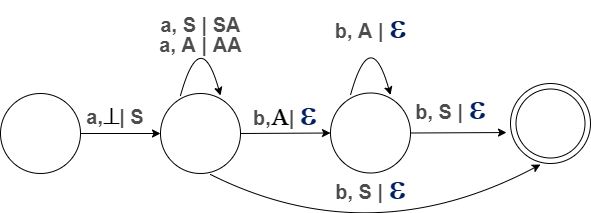 a, S | SA
a, A | AA
b, A | ε
a,⊥| S
b,A| ε
b, S | ε
b, S | ε